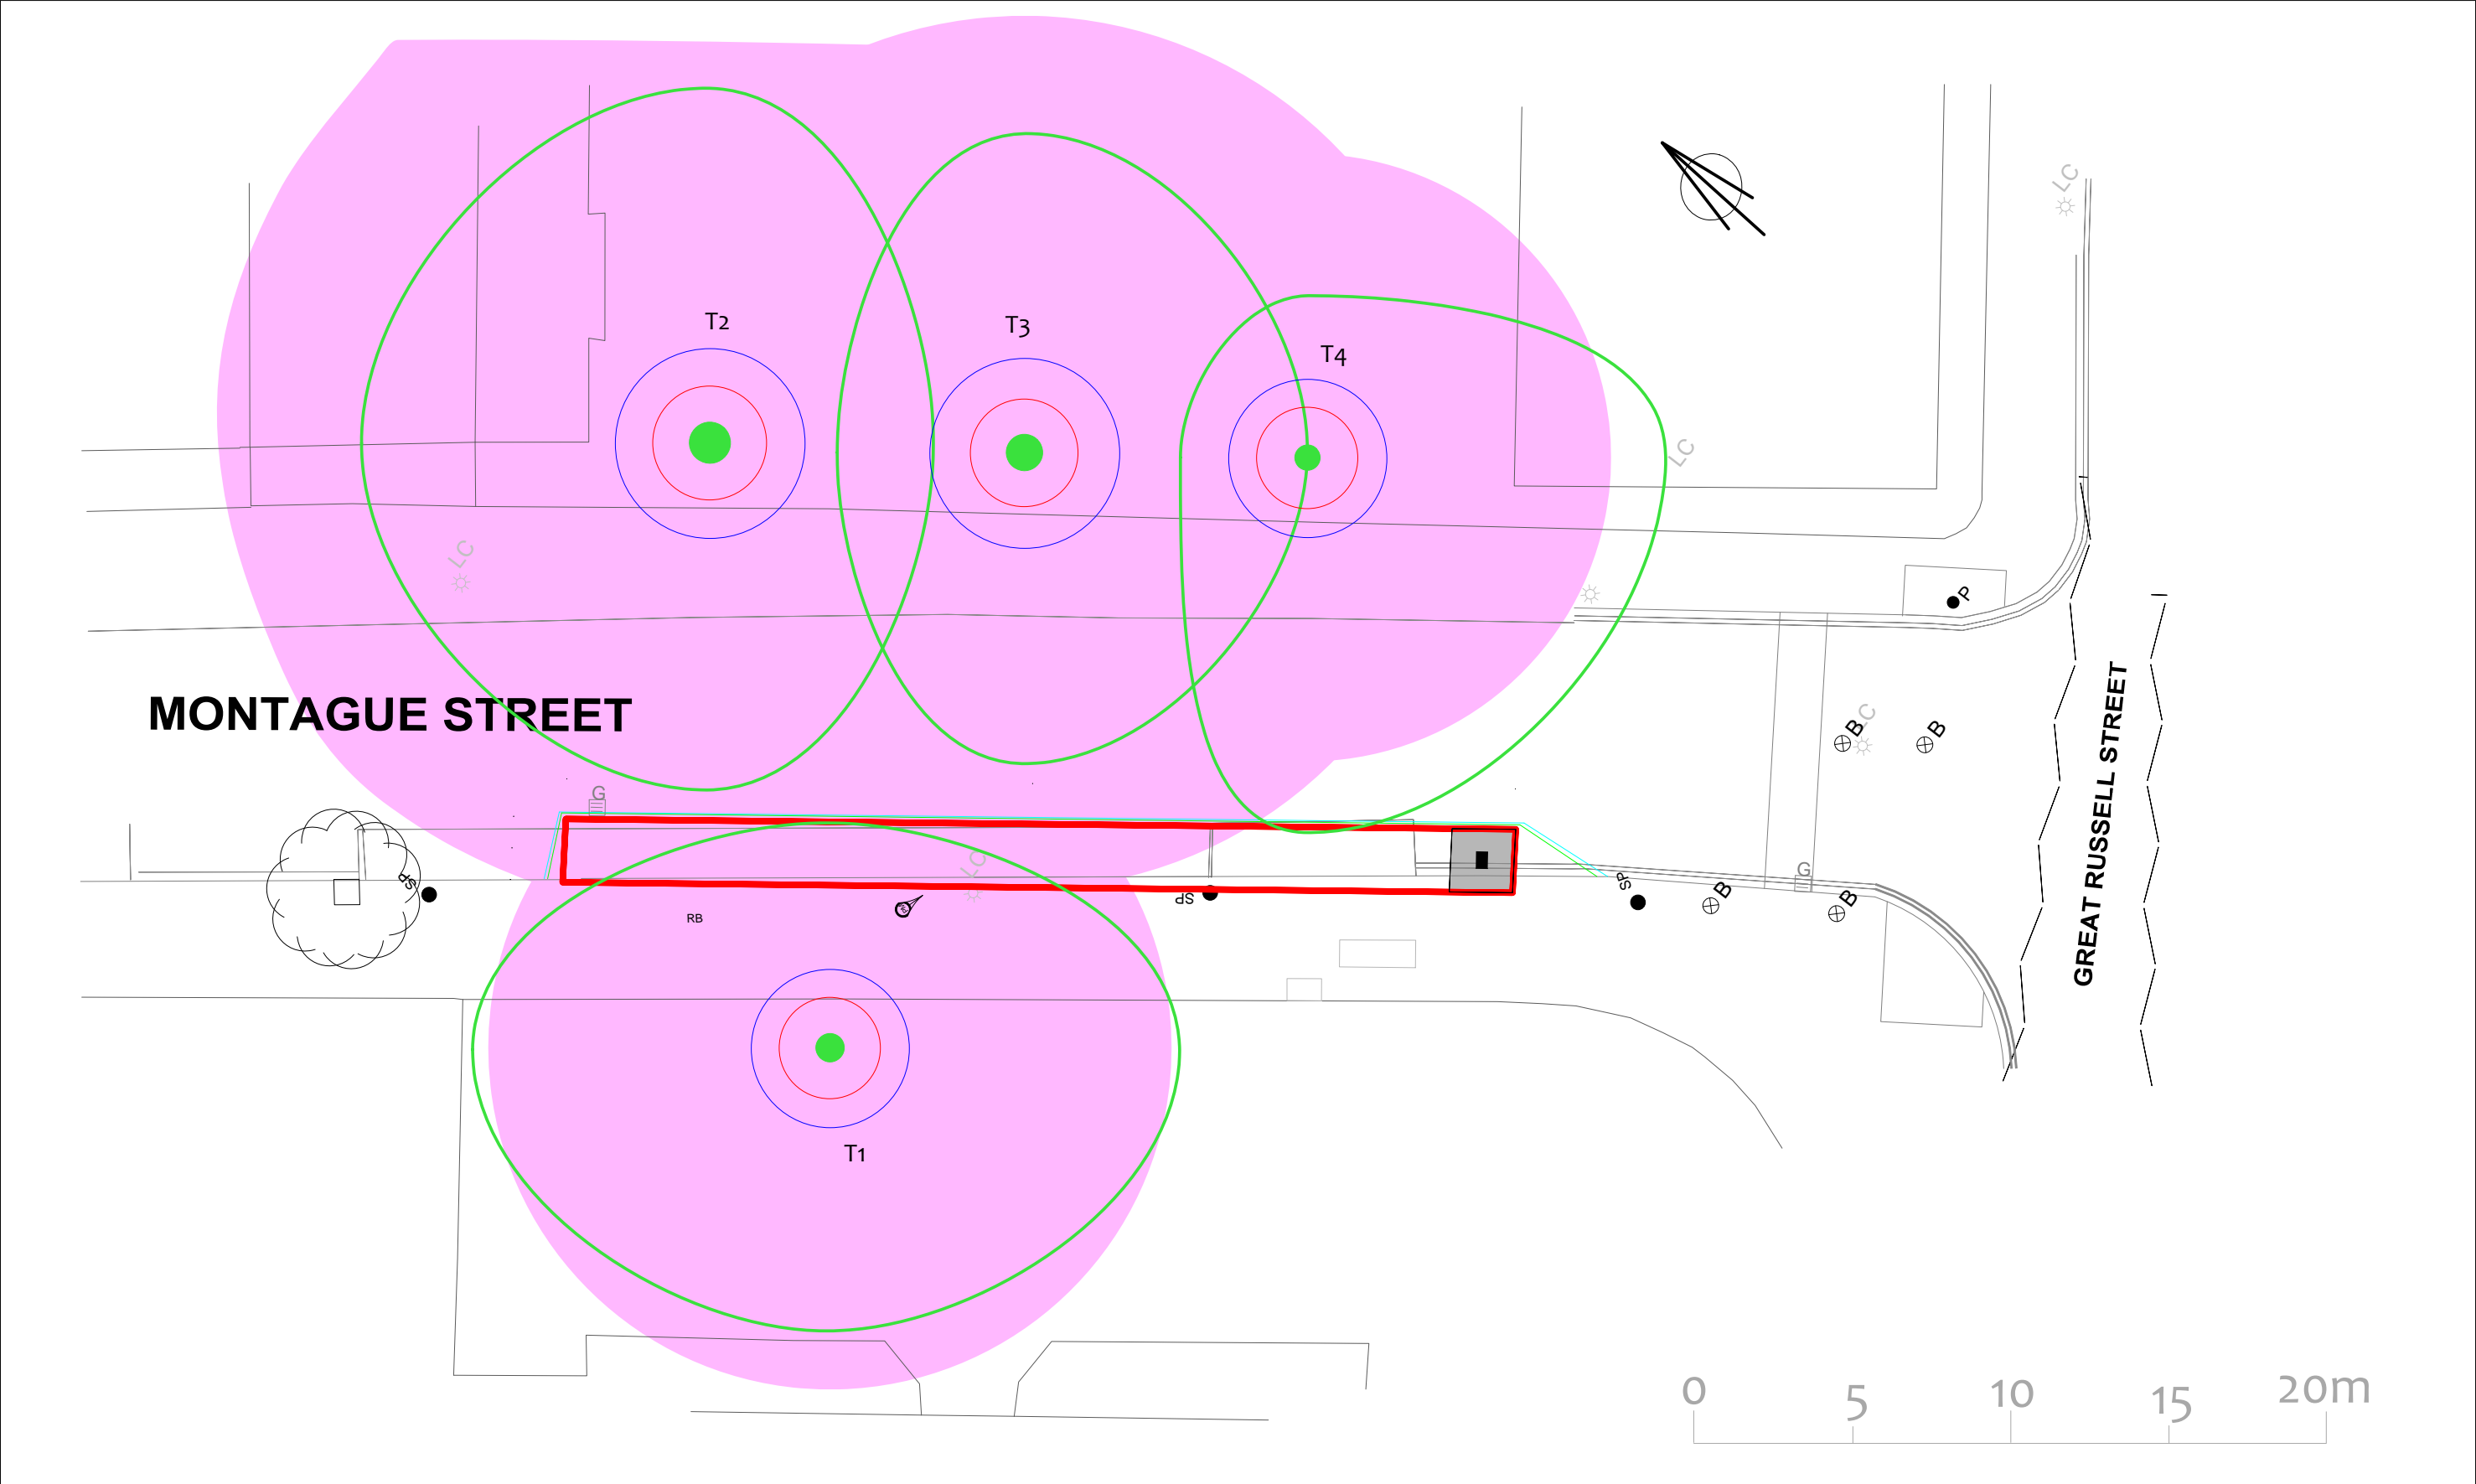 LC
T2
T3
T4
LC
LC
P
MONTAGUE STREET
LC
B
B
GREAT RUSSELL STREET
G
LC
G
SP
SP
SP
B
B
RB
T1
0
5
10
15
20m